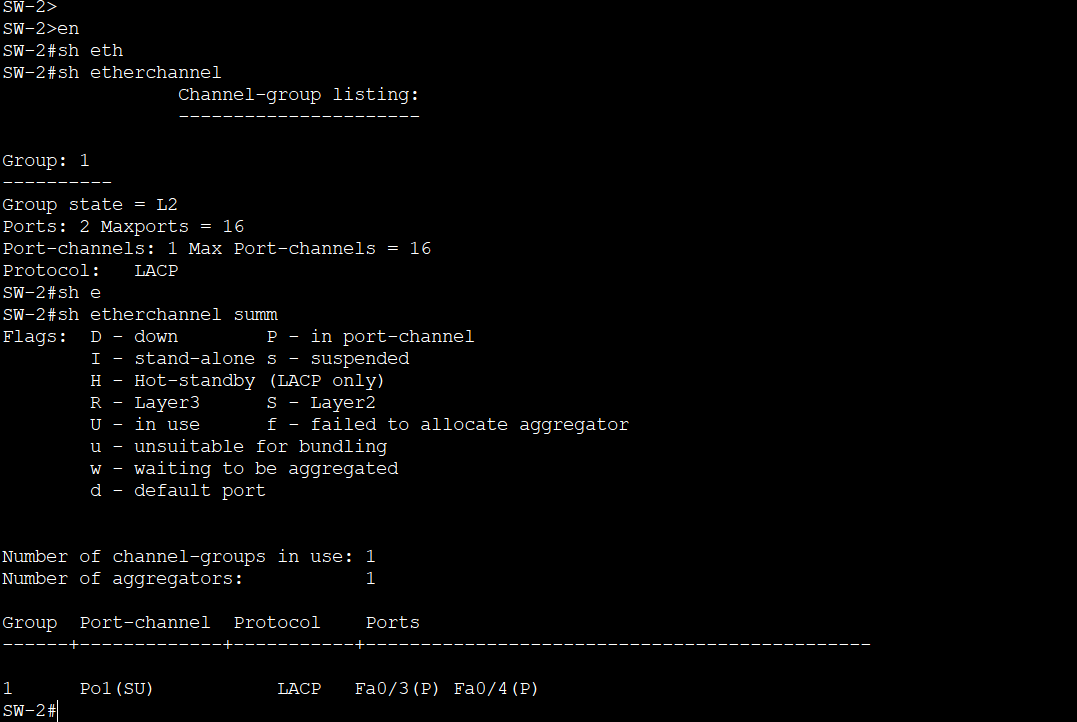 SW-2>
SW-2>en
SW-2#sh eth
SW-2#sh etherchannel
                Channel-group listing:
                ----------------------
Group: 1
----------
Group state = L2
Ports: 2 Maxports = 16
Port-channels: 1 Max Port-channels = 16
Protocol:   LACP
SW-2#sh e
SW-2#sh etherchannel summ
Flags:  D - down        P - in port-channel
        I - stand-alone s - suspended
        H - Hot-standby (LACP only)
        R - Layer3      S - Layer2
        U - in use      f - failed to allocate aggregator
        u - unsuitable for bundling
        w - waiting to be aggregated
        d - default port
Number of channel-groups in use: 1
Number of aggregators:           1
Group  Port-channel  Protocol    Ports
------+-------------+-----------+----------------------------------------------
1      Po1(SU)           LACP   Fa0/3(P) Fa0/4(P)
SW-2#